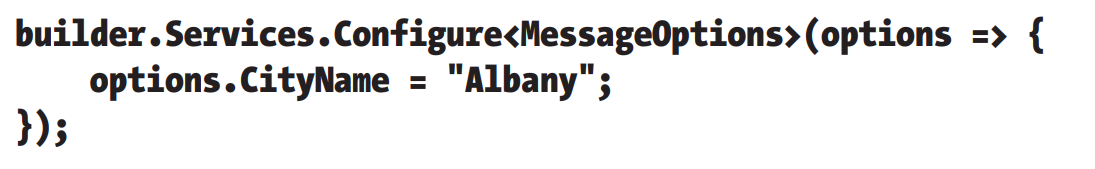 builder.Services.Configure<MessageOptions>(options => {
    options.CityName = "Albany";
});